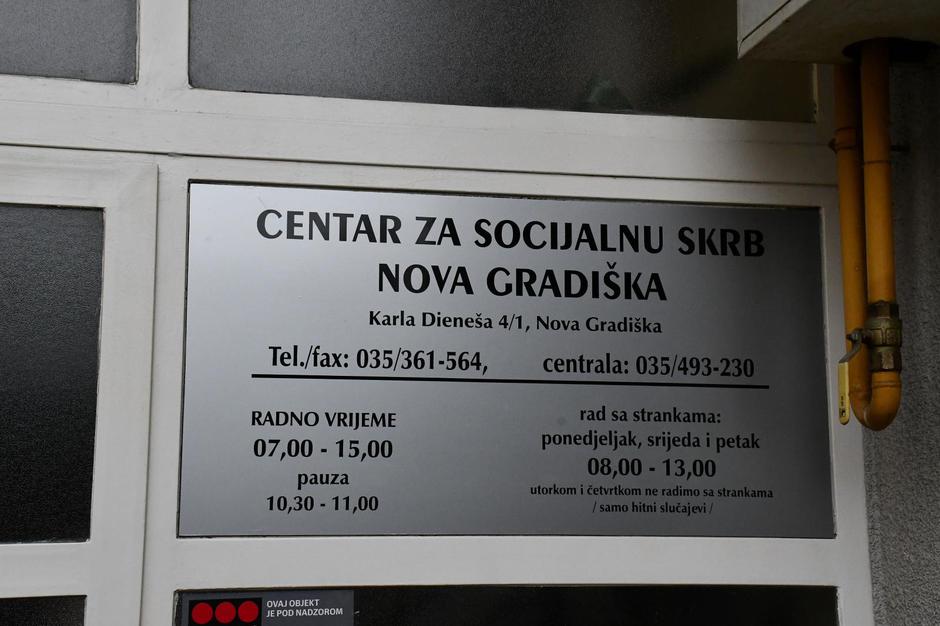 CENTAR ZA SOCIJALNU SKRB
NOVA GRADIŠKA
Karla Dieneša 4/1, Nova Gradiška
Tel./fax: 035/361-564, centrala: 035/493-230
RADNO VRIJEME
07,00 - 15,00
pauza
10,30 - 11,00
rad sa strankama:
ponedjeljak, srijeda i petak
08,00 - 13,00
utorkom i četvrtkom ne radimo sa strankama
/ samo hitni slučajevi /
OVAJ OBJEKT
JE POD NADZOROM